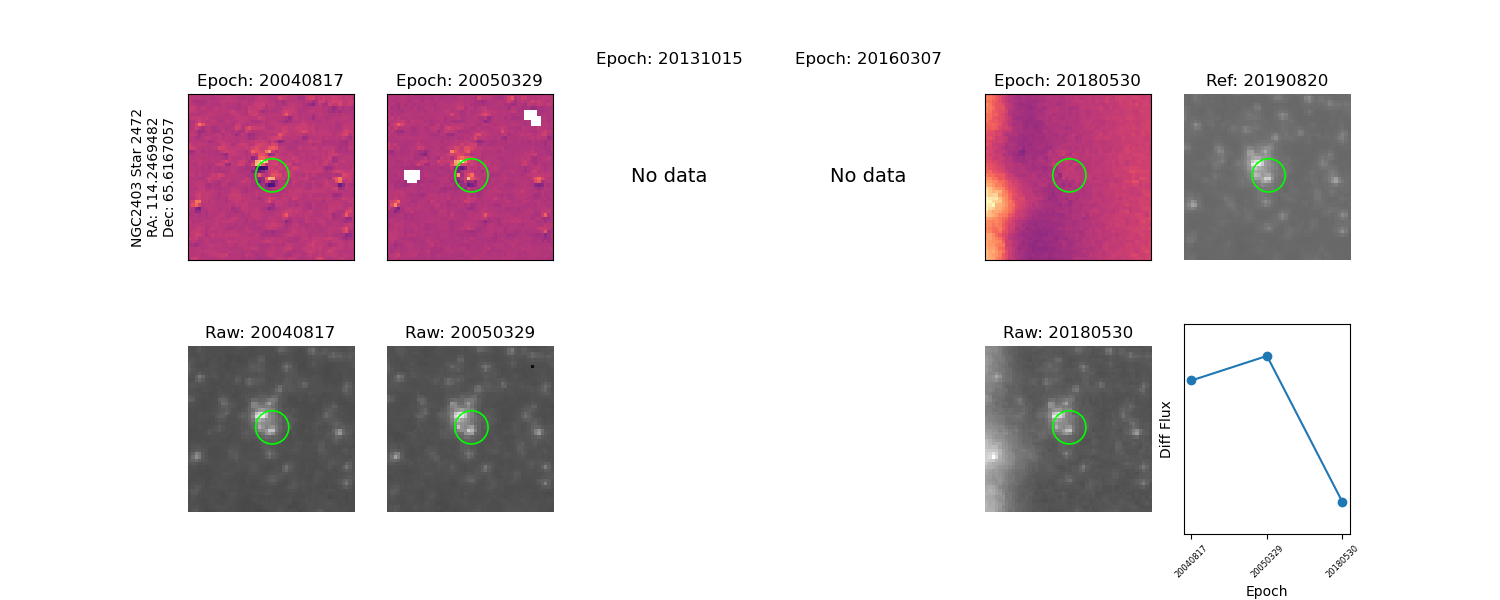 Epoch: 20131015
Epoch: 20160307
Epoch: 20040817
Epoch: 20050329
Epoch: 20180530
Ref: 20190820
NGC2403 Star 2472
RA: 114.2469482
Dec: 65.6167057
No data
No data
Raw: 20040817
Raw: 20050329
Raw: 20180530
Diff Flux
20040817
20050329
20180530
Epoch